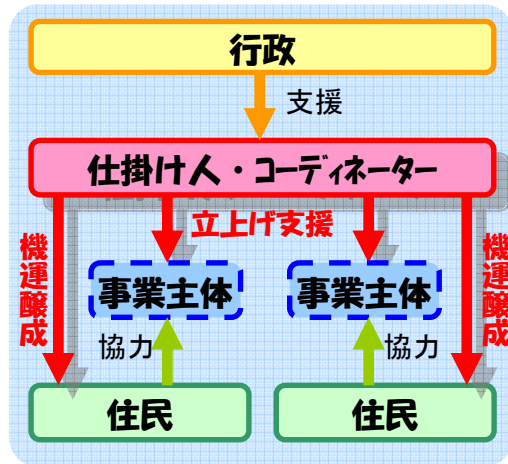 行政
支援
仕掛け人・コーディネーター
立上げ支援
機運醸成
機運醸成
事業主体
事業主体
協力
協力
住民
住民